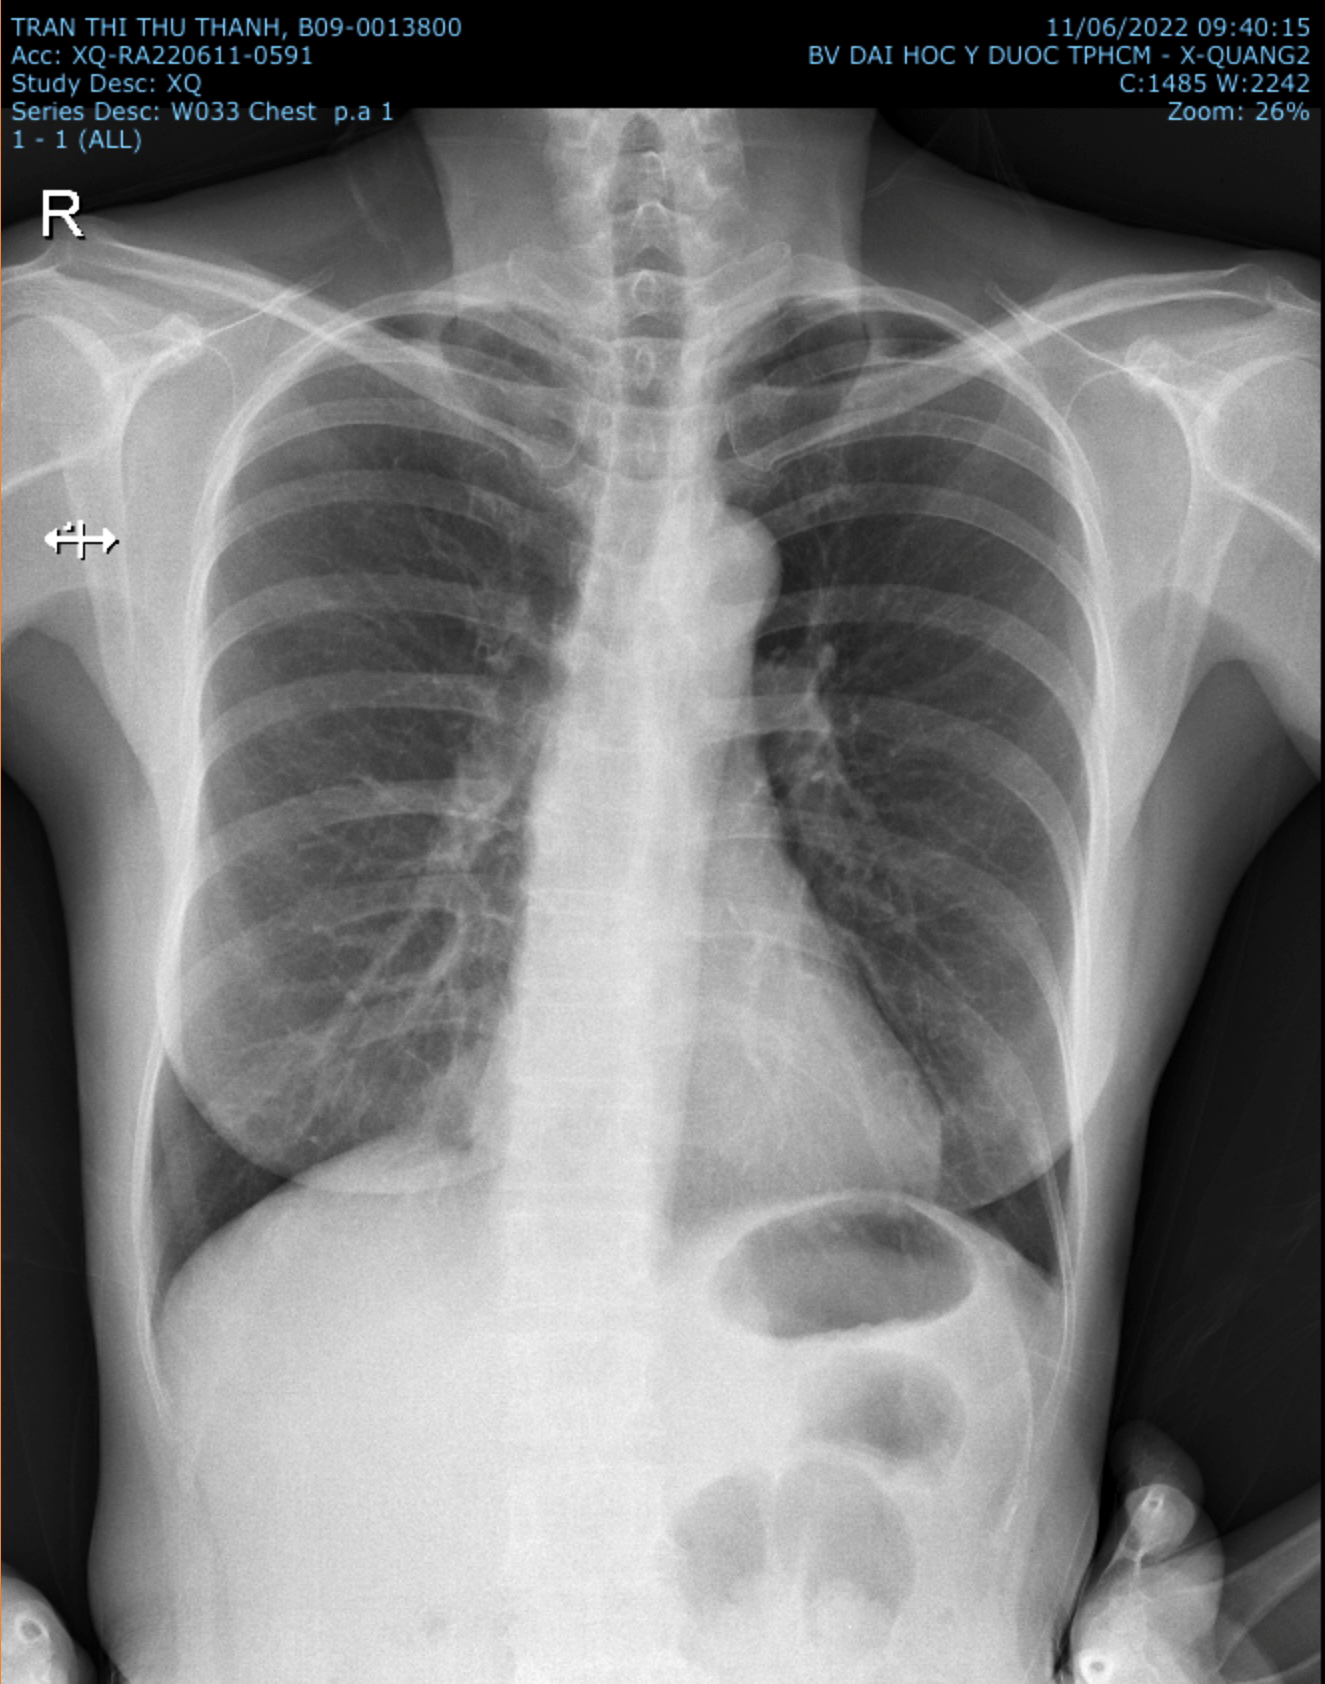 TRAN THI THU THANH, B09-0013800
Acc: XQ-RA220611-0591
Study Desc: XQ
Series Desc: W033 Chest p.a 1
1 - 1 (ALL)
11/06/2022 09:40:15
BV DAI HOC Y DUOC TPHCM - X-QUANG2
C:1485 W:2242
Zoom: 26%
R